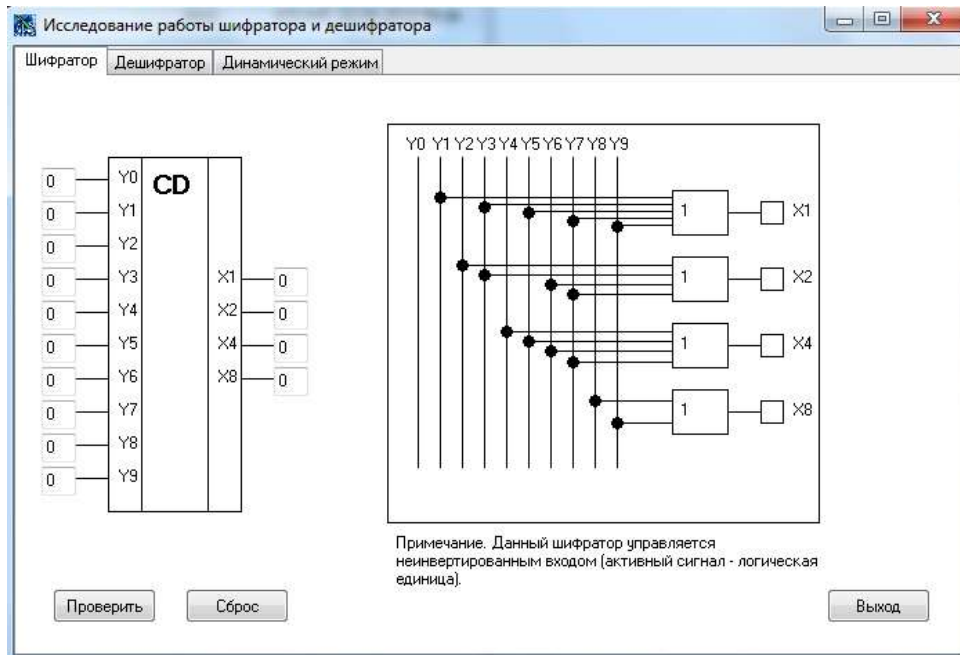 Исследование работы шифратора и дешифратора
Шифратор Дешифратор Динамический режим
Y0 Y1 Y2 Y3 Y4 Y5 Y6 Y7 Y8 Y9
0 Y0 CD
0 Y1 1 X1
0 Y2
0 Y3 X1 0 1 X2
0 Y4 X2 0
0 Y5 X4 0 1 X4
0 Y6 X8 0
0 Y7 1 X8
0 Y8
0 Y9
Примечание. Данный шифратор управляется
неинвертированным входом (активный сигнал - логическая
единица).
Проверить Сброс Выход